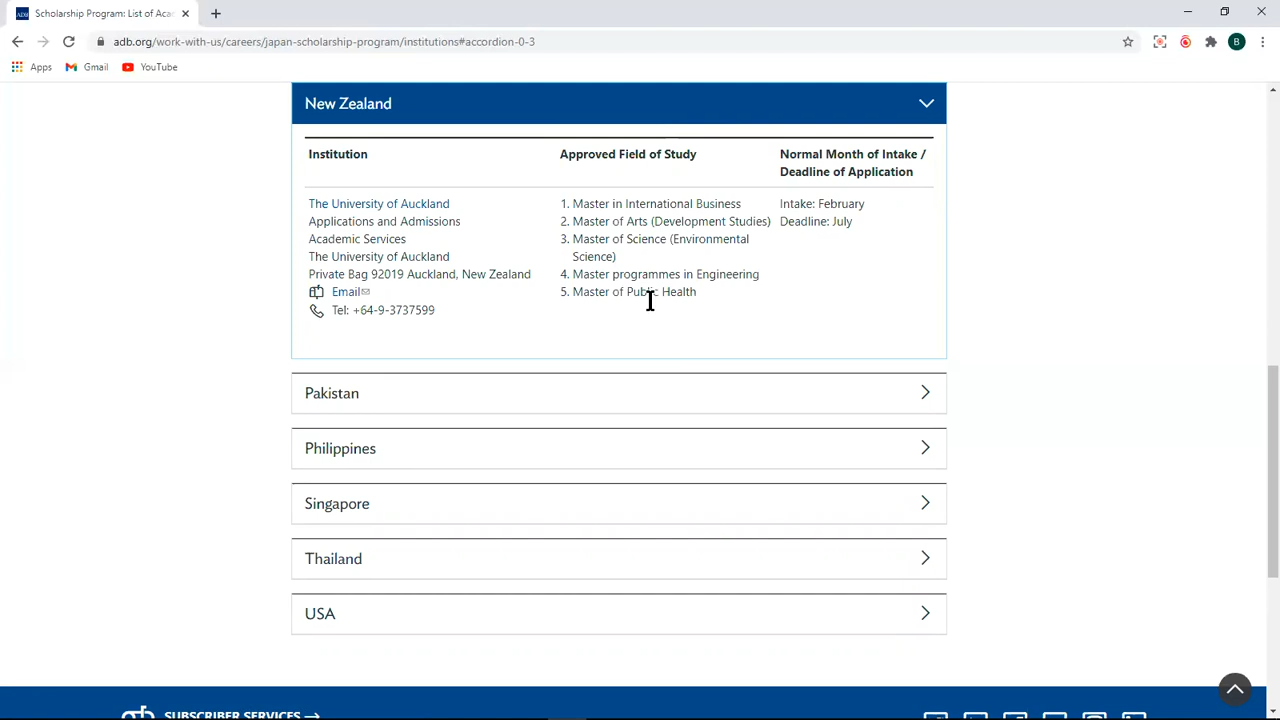 ADB
Scholarship Program: List of Aca
adb.org/work-with-us/careers/japan-scholarship-program/institutions#accordion-0-3
B
Apps
Gmail
YouTube
New Zealand
Institution
Approved Field of Study
Normal Month of Intake /
Deadline of Application
The University of Auckland
Applications and Admissions
Academic Services
The University of Auckland
Private Bag 92019 Auckland, New Zealand
Email
Tel: +64-9-3737599
1. Master in International Business
2. Master of Arts (Development Studies)
3. Master of Science (Environmental
Science)
4. Master programmes in Engineering
5. Master of Public Health
Intake: February
Deadline: July
Pakistan
Philippines
Singapore
Thailand
USA
SUBSCRIBER SERVICES